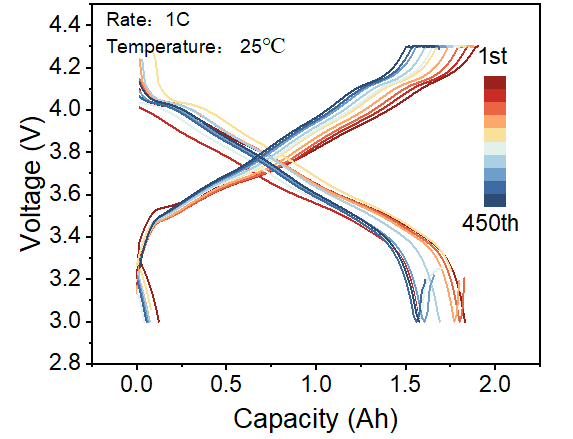 4.4
4.2
4.0
3.8
3.6
3.4
3.2
3.0
2.8
Voltage (V)
Rate: 1C
Temperature: 25℃
1st
450th
0.0 0.5 1.0 1.5 2.0
Capacity (Ah)